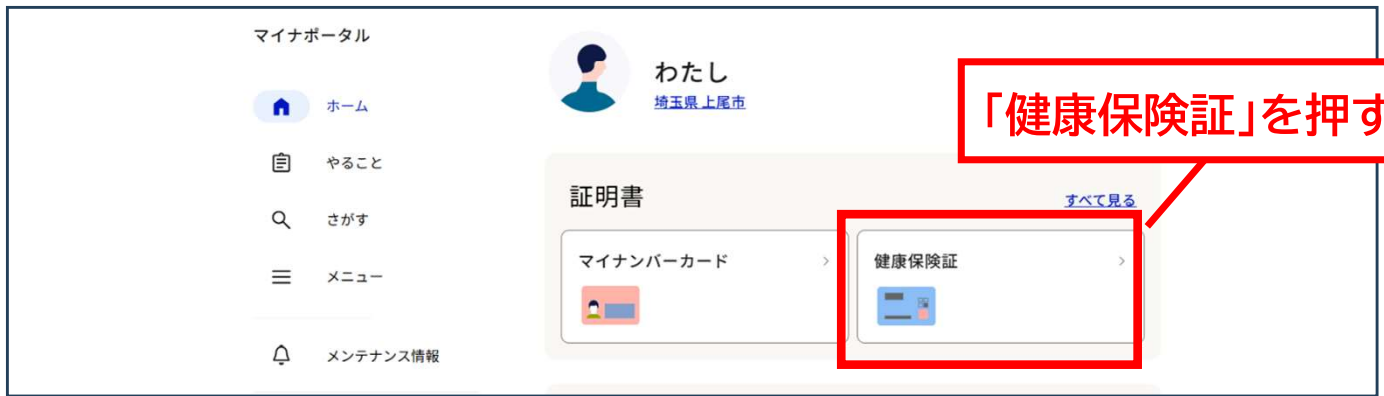 マイナポータル
ホーム
やること
さがす
メニュー
メンテナンス情報
わたし
埼玉県 上尾市
「健康保険証」を押す
証明書
すべて見る
マイナンバーカード
健康保険証